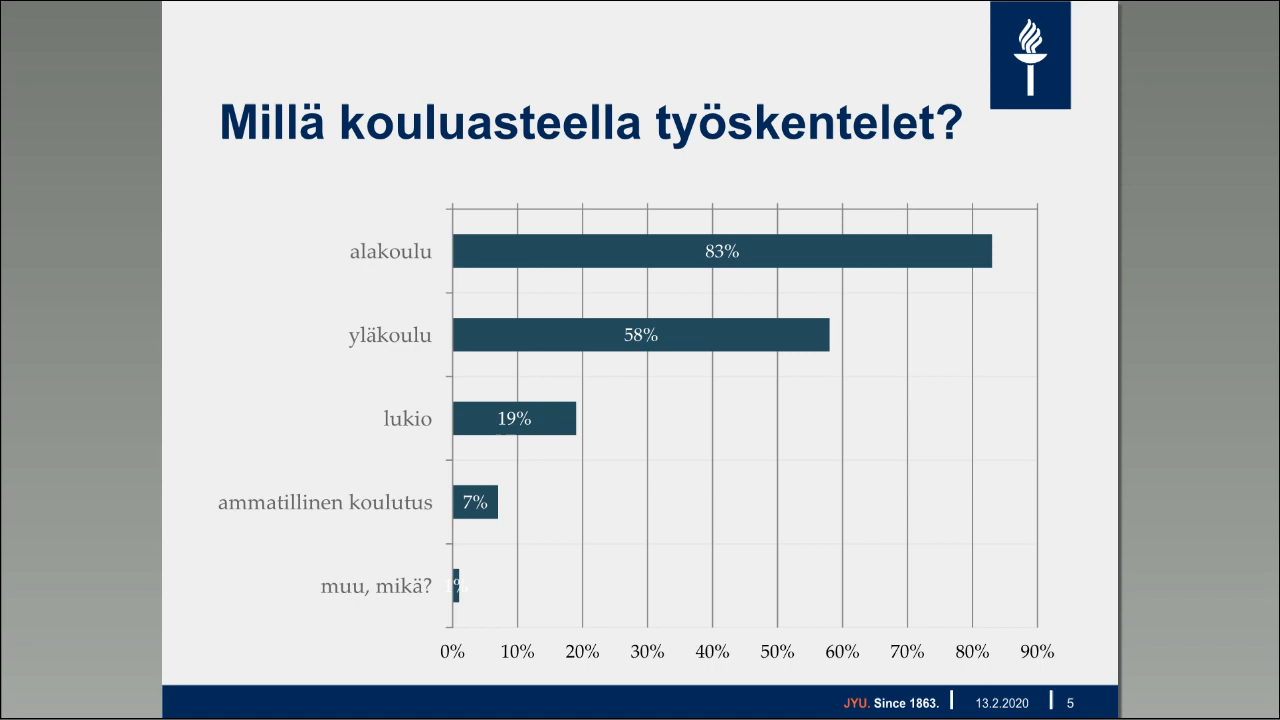 Millä kouluasteella työskentelet?
alakoulu
83%
yläkoulu
58%
lukio
19%
ammatillinen koulutus
7%
muu, mikä?
1%
0% 10% 20% 30% 40% 50% 60% 70% 80% 90%
JYU. Since 1863. 13.2.2020 5